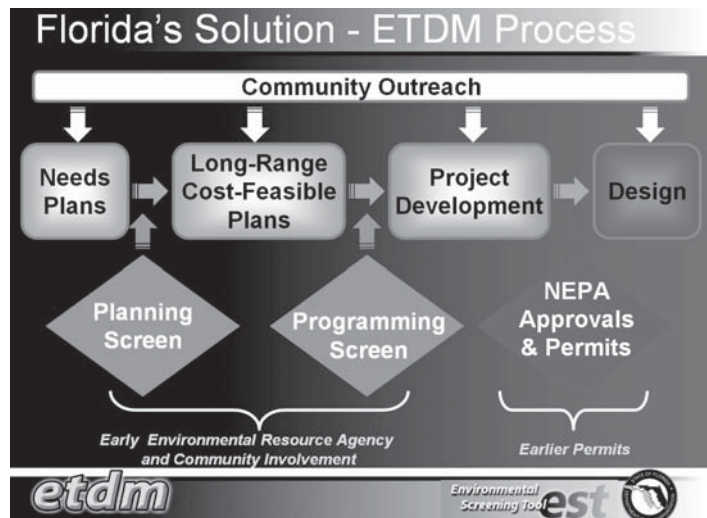 Florida's Solution - ETDM Process
Community Outreach
Needs
Plans
Long-Range
Cost-Feasible
Plans
Project
Development
Design
Planning
Screen
Programming
Screen
NEPA
Approvals
& Permits
Early Environmental Resource Agency
and Community Involvement
Earlier Permits
etdm
Environmental
Screening Tool
est